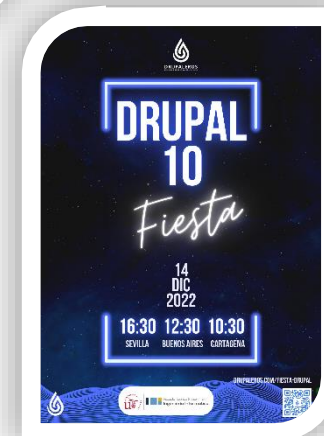 DRUPALEROS
DRUPAL
10
Fiesta
14
DIC
2022
16:30 12:30 10:30
SEVILLA BUENOS AIRES CARTAGENA
DRUPALEROS.COM/FIESTA-DRUPAL